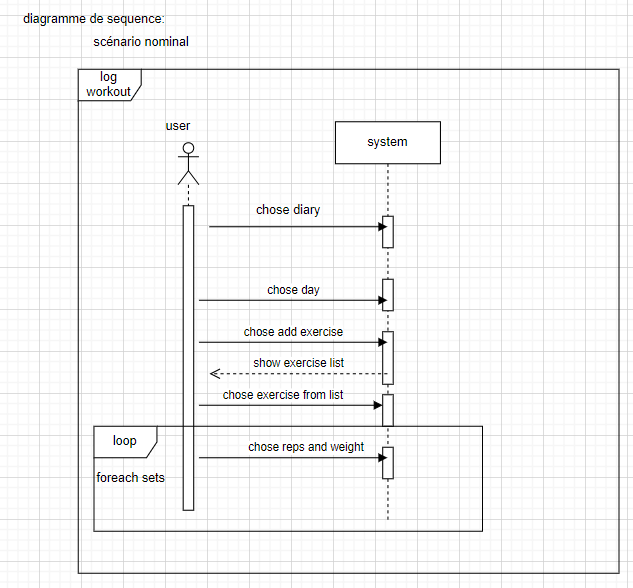 diagramme de sequence:
scénario nominal
log
workout
user
system
chose diary
chose day
chose add exercise
show exercise list
chose exercise from list
loop
chose reps and weight
foreach sets